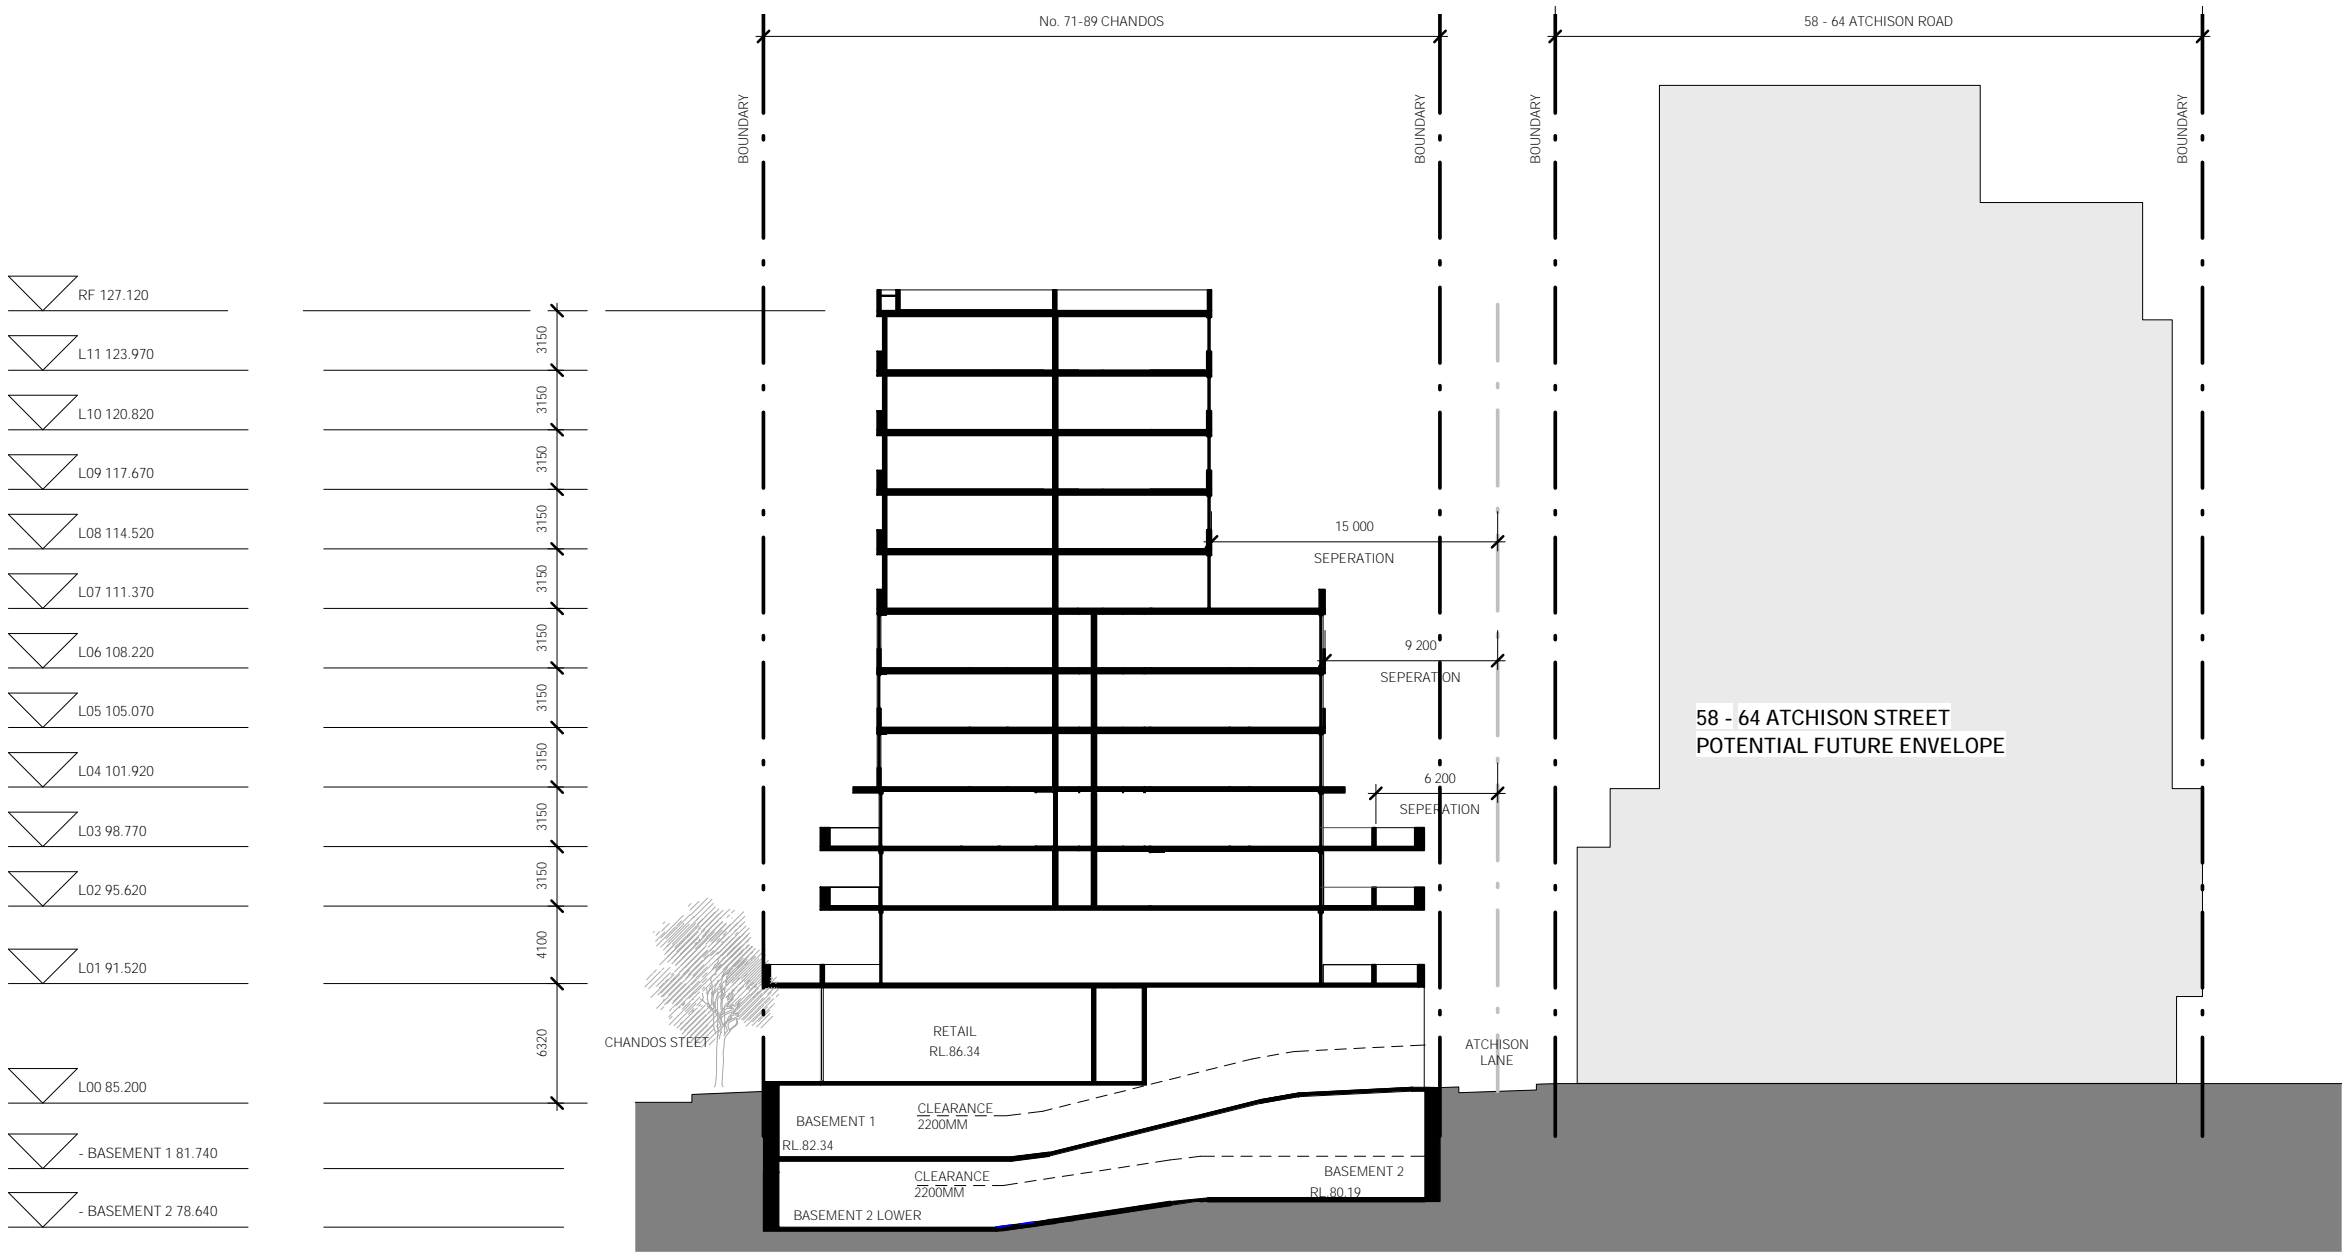 No. 71-89 CHANDOS
58 - 64 ATCHISON ROAD
BOUNDARY
BOUNDARY
BOUNDARY
BOUNDARY
RF 127.120
3150
L11 123.970
3150
L10 120.820
3150
L09 117.670
3150
L08 114.520
3150
L07 111.370
3150
L06 108.220
3150
L05 105.070
3150
L04 101.920
3150
L03 98.770
3150
L02 95.620
4100
L01 91.520
6320
L00 85.200
- BASEMENT 1 81.740
- BASEMENT 2 78.640
15 000
SEPERATION
9 200
SEPERATION
6 200
SEPERATION
58 - 64 ATCHISON STREET
POTENTIAL FUTURE ENVELOPE
CHANDOS STEET
RETAIL
RL.86.34
ATCHISON
LANE
BASEMENT 1
RL.82.34
CLEARANCE
2200MM
CLEARANCE
2200MM
BASEMENT 2
RL.80.19
BASEMENT 2 LOWER